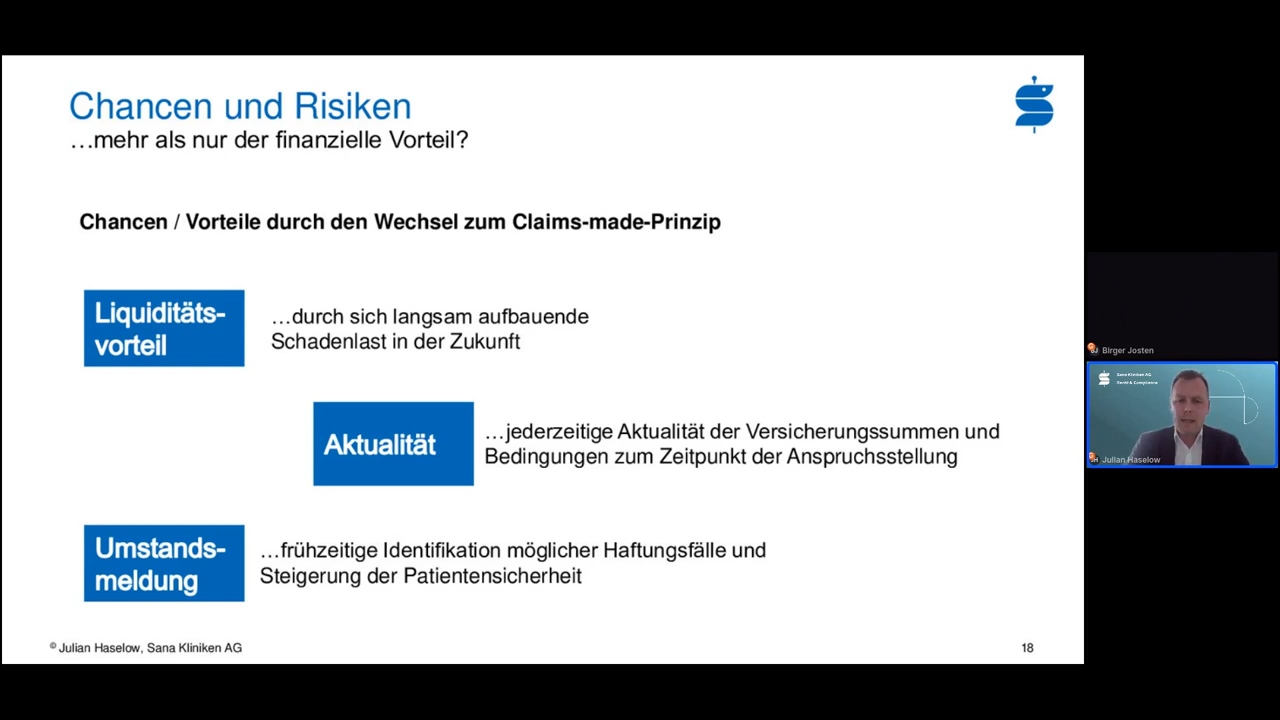 Chancen und Risiken
…mehr als nur der finanzielle Vorteil?
Chancen / Vorteile durch den Wechsel zum Claims-made-Prinzip
Liquiditäts-
vorteil
…durch sich langsam aufbauende
Schadenlast in der Zukunft
Aktualität
…jederzeitige Aktualität der Versicherungssummen und
Bedingungen zum Zeitpunkt der Anspruchsstellung
Umstands-
meldung
…frühzeitige Identifikation möglicher Haftungsfälle und
Steigerung der Patientensicherheit
© Julian Haselow, Sana Kliniken AG
18
Birger Josten
Sana Kliniken AG
Recht & Compliance
Julian Haselow